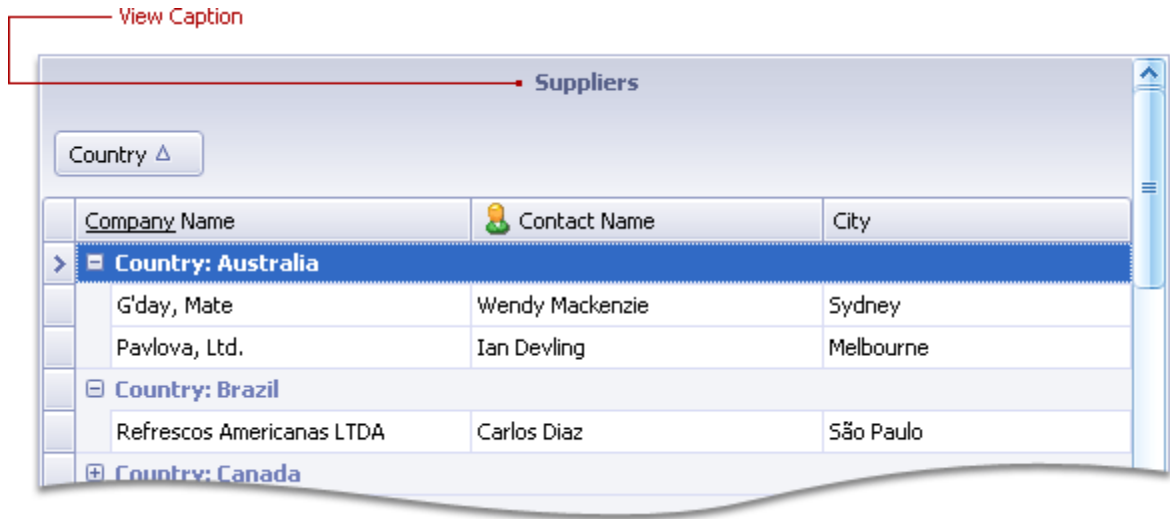 View Caption
Suppliers
Country
Company Name Contact Name City
Country: Australia
G'day, Mate Wendy Mackenzie Sydney
Pavlova, Ltd. Ian Devling Melbourne
Country: Brazil
Refrescos Americanas LTDA Carlos Diaz São Paulo
Country: Canada